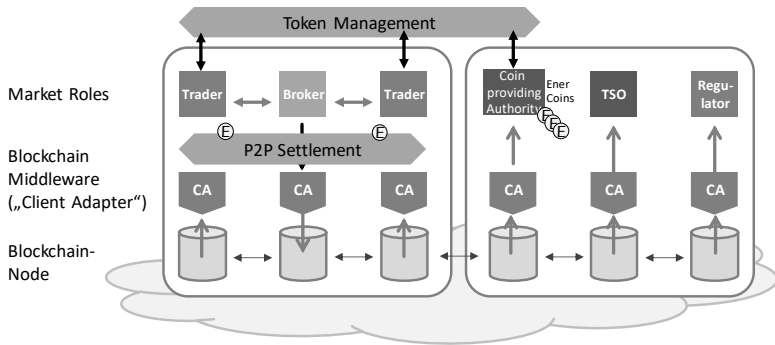 Token Management
Market Roles
Trader
Broker
Trader
Coin
providing
Authority
Ener
Coins
TSO
Regu-
lator
E
E
E
E
E
P2P Settlement
Blockchain
Middleware
(„Client Adapter“)
CA
CA
CA
CA
CA
CA
Blockchain-
Node